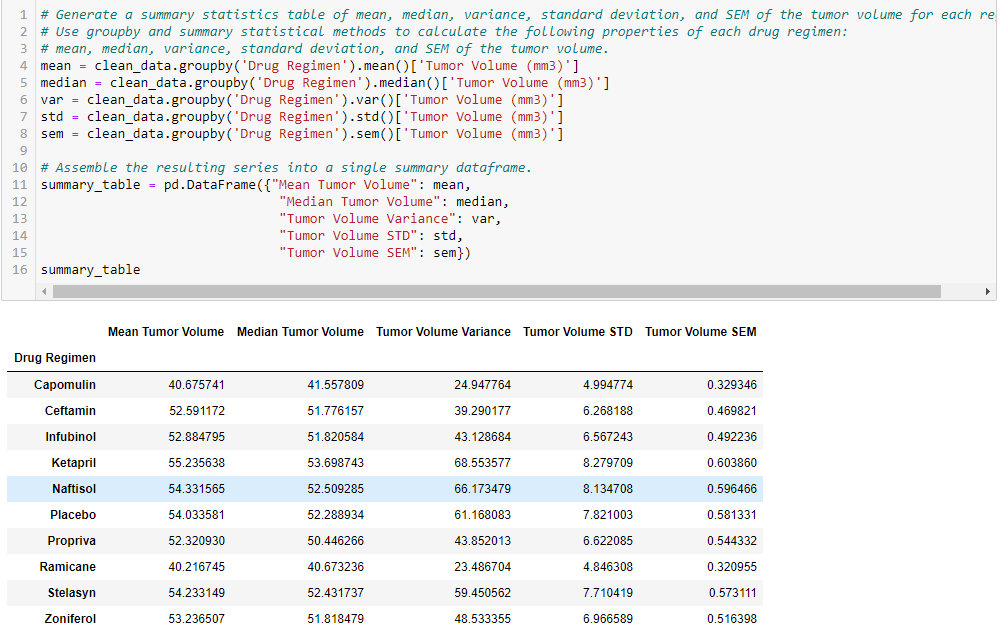 1 # Generate a summary statistics table of mean, median, variance, standard deviation, and SEM of the tumor volume for each re
2 # Use groupby and summary statistical methods to calculate the following properties of each drug regimen:
3 # mean, median, variance, standard deviation, and SEM of the tumor volume.
4 mean = clean_data.groupby('Drug Regimen').mean()['Tumor Volume (mm3)']
5 median = clean_data.groupby('Drug Regimen').median()['Tumor Volume (mm3)']
6 var = clean_data.groupby('Drug Regimen').var()['Tumor Volume (mm3)']
7 std = clean_data.groupby('Drug Regimen').std()['Tumor Volume (mm3)']
8 sem = clean_data.groupby('Drug Regimen').sem()['Tumor Volume (mm3)']
9
10 # Assemble the resulting series into a single summary dataframe.
11 summary_table = pd.DataFrame({"Mean Tumor Volume": mean,
12 "Median Tumor Volume": median,
13 "Tumor Volume Variance": var,
14 "Tumor Volume STD": std,
15 "Tumor Volume SEM": sem})
16 summary_table
Mean Tumor Volume Median Tumor Volume Tumor Volume Variance Tumor Volume STD Tumor Volume SEM
Drug Regimen
Capomulin 40.675741 41.557809 24.947764 4.994774 0.329346
Ceftamin 52.591172 51.776157 39.290177 6.268188 0.469821
Infubinol 52.884795 51.820584 43.128684 6.567243 0.492236
Ketapril 55.235638 53.698743 68.553577 8.279709 0.603860
Naftisol 54.331565 52.509285 66.173479 8.134708 0.596466
Placebo 54.033581 52.288934 61.168083 7.821003 0.581331
Propriva 52.320930 50.446266 43.852013 6.622085 0.544332
Ramicane 40.216745 40.673236 23.486704 4.846308 0.320955
Stelasyn 54.233149 52.431737 59.450562 7.710419 0.573111
Zoniferol 53.236507 51.818479 48.533355 6.966589 0.516398